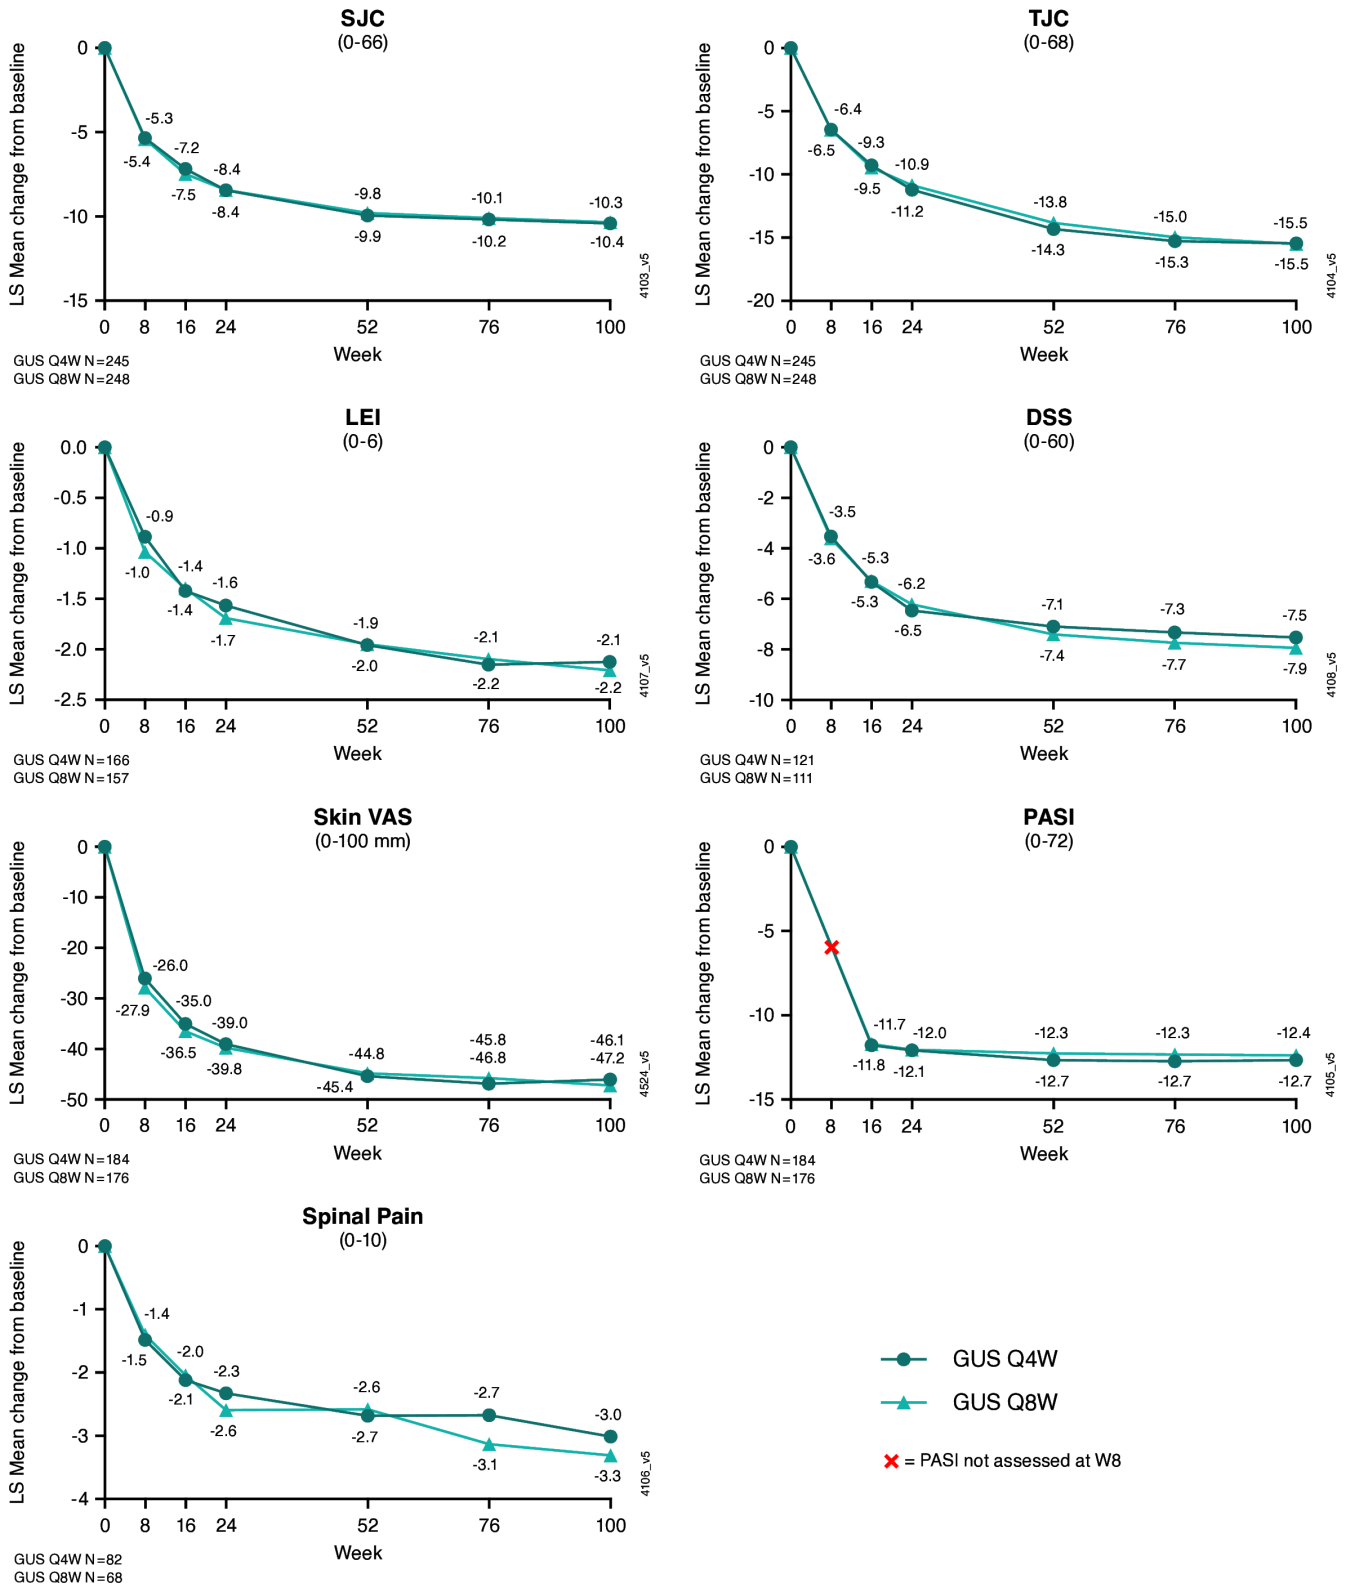 SJC
(0-66)
LS Mean change from baseline
0
-5
-10
-15
-5.3
-5.4
-7.2
-7.5
-8.4
-8.4
-9.8
-9.9
-10.1
-10.2
-10.3
-10.4
4103_v5
0 8 16 24 52 76 100
Week
GUS Q4W N=245
GUS Q8W N=248
TJC
(0-68)
LS Mean change from baseline
0
-5
-10
-15
-20
-6.4
-6.5
-9.3
-9.5
-10.9
-11.2
-13.8
-14.3
-15.0
-15.3
-15.5
-15.5
4104_v5
0 8 16 24 52 76 100
Week
GUS Q4W N=245
GUS Q8W N=248
LEI
(0-6)
LS Mean change from baseline
0.0
-0.5
-1.0
-1.5
-2.0
-2.5
-0.9
-1.0
-1.4
-1.4
-1.6
-1.7
-1.9
-2.0
-2.1
-2.2
-2.1
-2.2
4107_v5
0 8 16 24 52 76 100
Week
GUS Q4W N=166
GUS Q8W N=157
DSS
(0-60)
LS Mean change from baseline
0
-2
-4
-6
-8
-10
-3.5
-3.6
-5.3
-5.3
-6.2
-6.5
-7.1
-7.4
-7.3
-7.7
-7.5
-7.9
4108_v5
0 8 16 24 52 76 100
Week
GUS Q4W N=121
GUS Q8W N=111
Skin VAS
(0-100 mm)
LS Mean change from baseline
0
-10
-20
-30
-40
-50
-26.0
-27.9
-35.0
-36.5
-39.0
-39.8
-44.8
-45.4
-45.8
-46.8
-46.1
-47.2
4524_v5
0 8 16 24 52 76 100
Week
GUS Q4W N=184
GUS Q8W N=176
PASI
(0-72)
LS Mean change from baseline
0
-5
-10
-15
-11.7
-11.8
-12.0
-12.1
-12.3
-12.7
-12.3
-12.7
-12.4
-12.7
4105_v5
0 8 16 24 52 76 100
Week
GUS Q4W N=184
GUS Q8W N=176
Spinal Pain
(0-10)
LS Mean change from baseline
0
-1
-2
-3
-4
-1.4
-1.5
-2.0
-2.1
-2.3
-2.6
-2.6
-2.7
-2.7
-3.1
-3.0
-3.3
4106_v5
0 8 16 24 52 76 100
Week
GUS Q4W N=82
GUS Q8W N=68
GUS Q4W
GUS Q8W
= PASI not assessed at W8